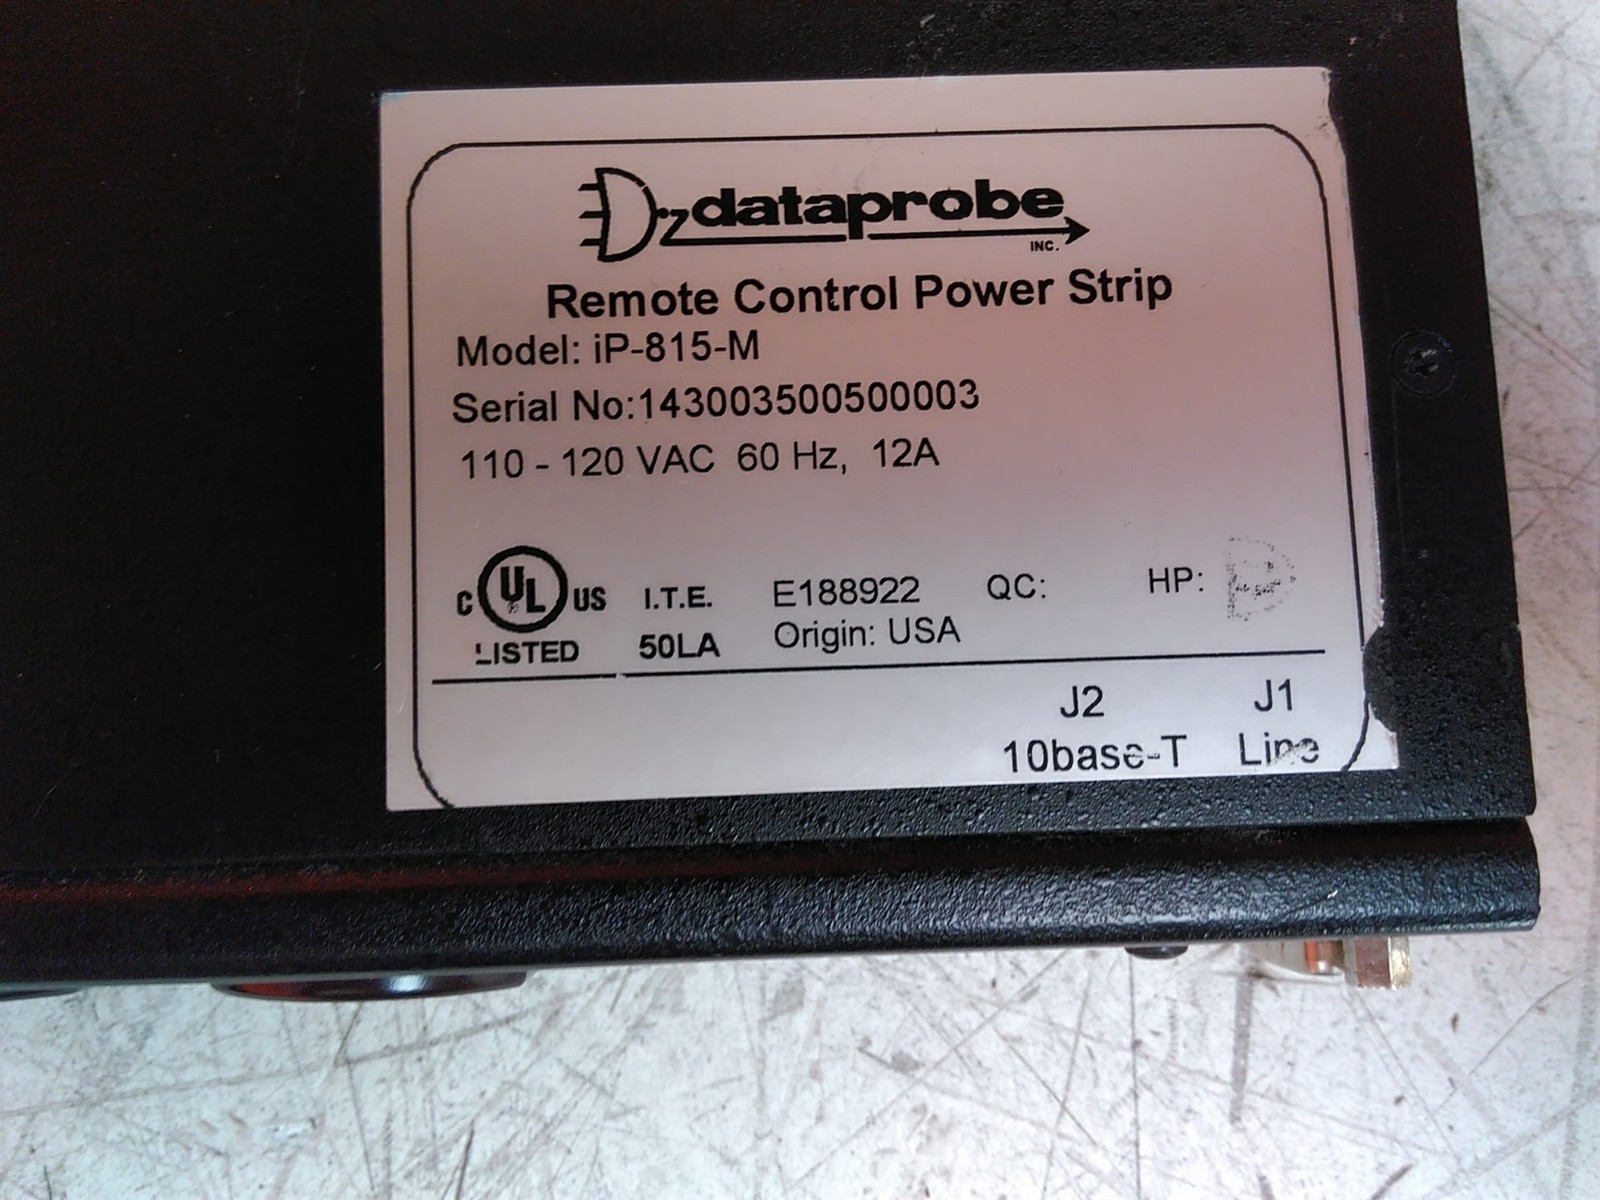 dataprobe
INC.
Remote Control Power Strip
Model: iP-815-M
Serial No:143003500500003
110 - 120 VAC 60 Hz, 12A
C UL US I.T.E. E188922 QC: HP:
LISTED 50LA Origin: USA
J2 J1
10base-T Line